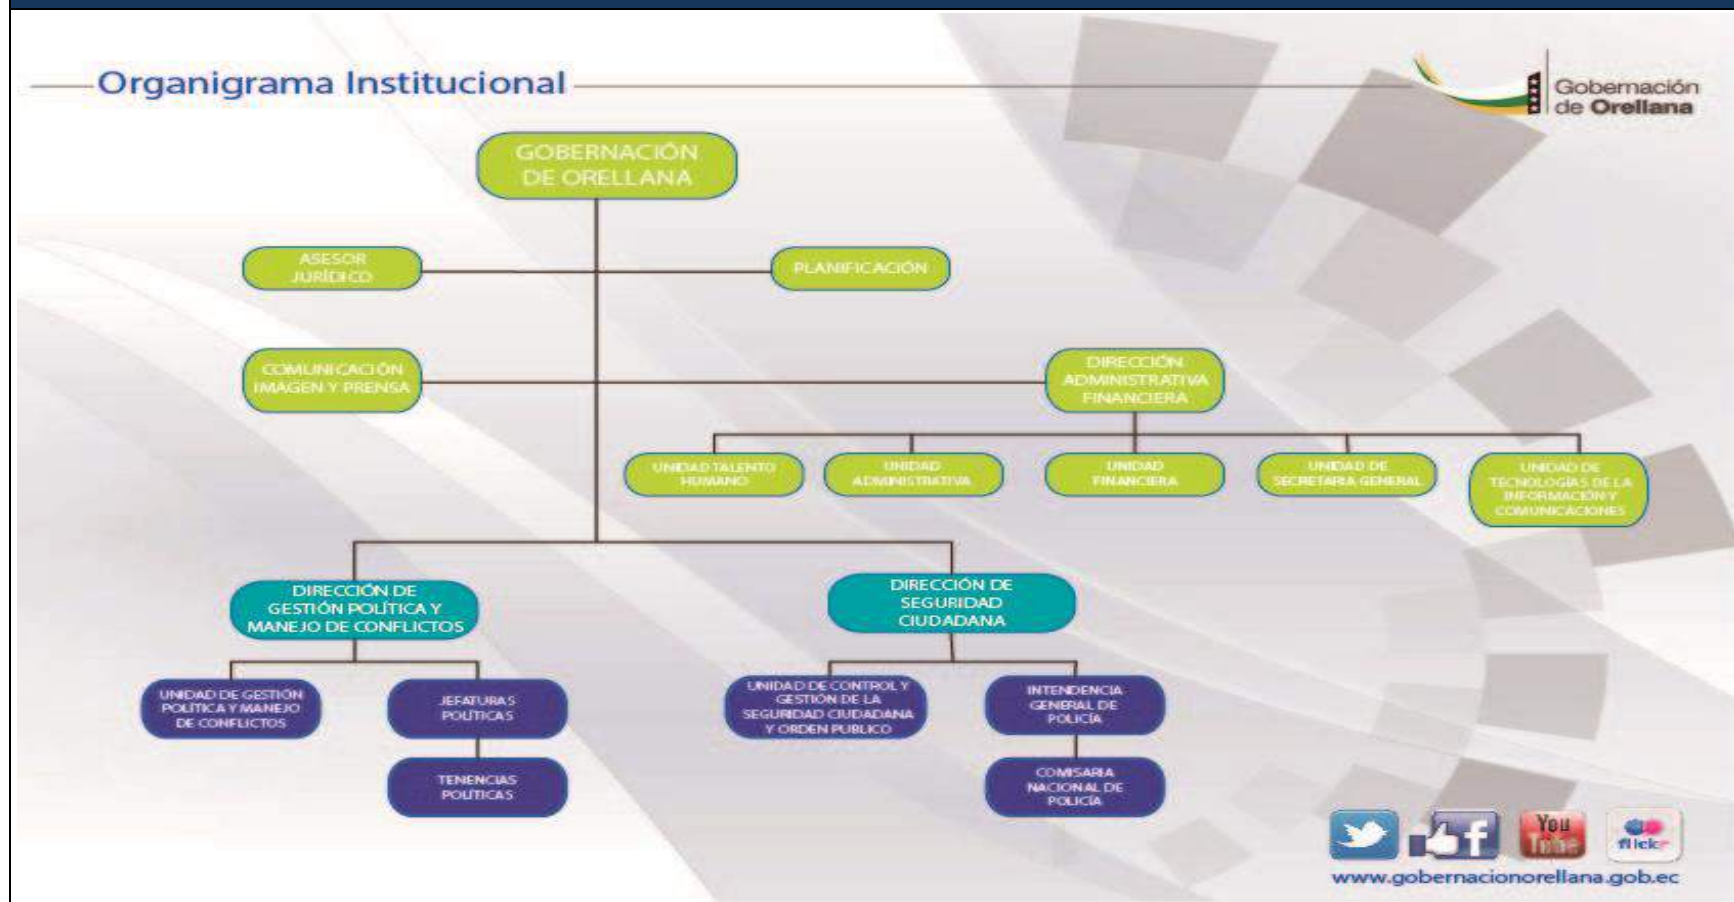 Organigrama Institucional
Gobernación
de Orellana
GOBERNACIÓN
DE ORELLANA
ASESOR
JURÍDICO
PLANIFICACIÓN
COMUNICACIÓN
IMAGEN Y PRENSA
DIRECCIÓN
ADMINISTRATIVA
FINANCIERA
UNIDAD TALENTO
HUMANO
UNIDAD
ADMINISTRATIVA
UNIDAD
FINANCIERA
UNIDAD DE
SECRETARIA GENERAL
UNIDAD DE
TECNOLOGÍAS DE LA
INFORMACIÓN Y
COMUNICACIONES
DIRECCIÓN DE
GESTIÓN POLÍTICA Y
MANEJO DE CONFLICTOS
DIRECCIÓN DE
SEGURIDAD
CIUDADANA
UNIDAD DE GESTIÓN
POLÍTICA Y MANEJO
DE CONFLICTOS
JEFATURAS
POLÍTICAS
UNIDAD DE CONTROL Y
GESTIÓN DE LA
SEGURIDAD CIUDADANA
Y ORDEN PUBLICO
INTENDENCIA
GENERAL DE
POLICÍA
TENENCIAS
POLÍTICAS
COMISARIA
NACIONAL DE
POLICÍA
You
Tube
flickr
www.gobernacionorellana.gob.ec